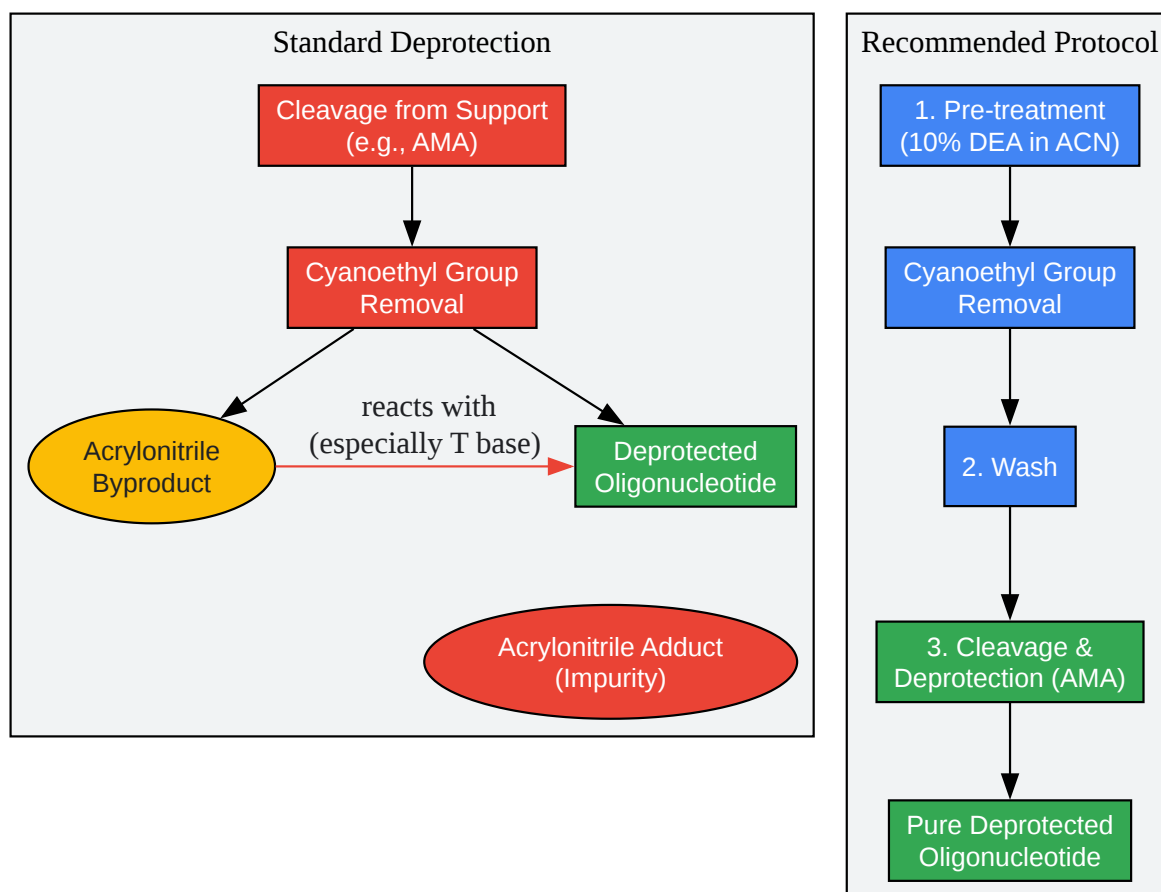 Standard Deprotection
Cleavage from Support
(e.g., AMA)
Cyanoethyl Group
Removal
reacts with
(especially T base)
Acrylonitrile
Byproduct
Deprotected
Oligonucleotide
Acrylonitrile Adduct
(Impurity)
Recommended Protocol
1. Pre-treatment
(10% DEA in ACN)
Cyanoethyl Group
Removal
2. Wash
3. Cleavage &
Deprotection (AMA)
Pure Deprotected
Oligonucleotide